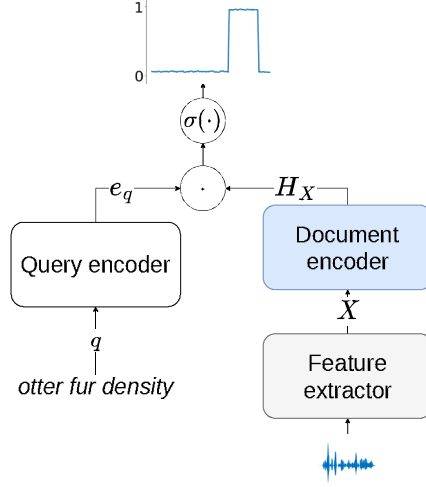 1
0
σ(·)
e_q
·
H_X
Query encoder
Document
encoder
q
X
otter fur density
Feature
extractor